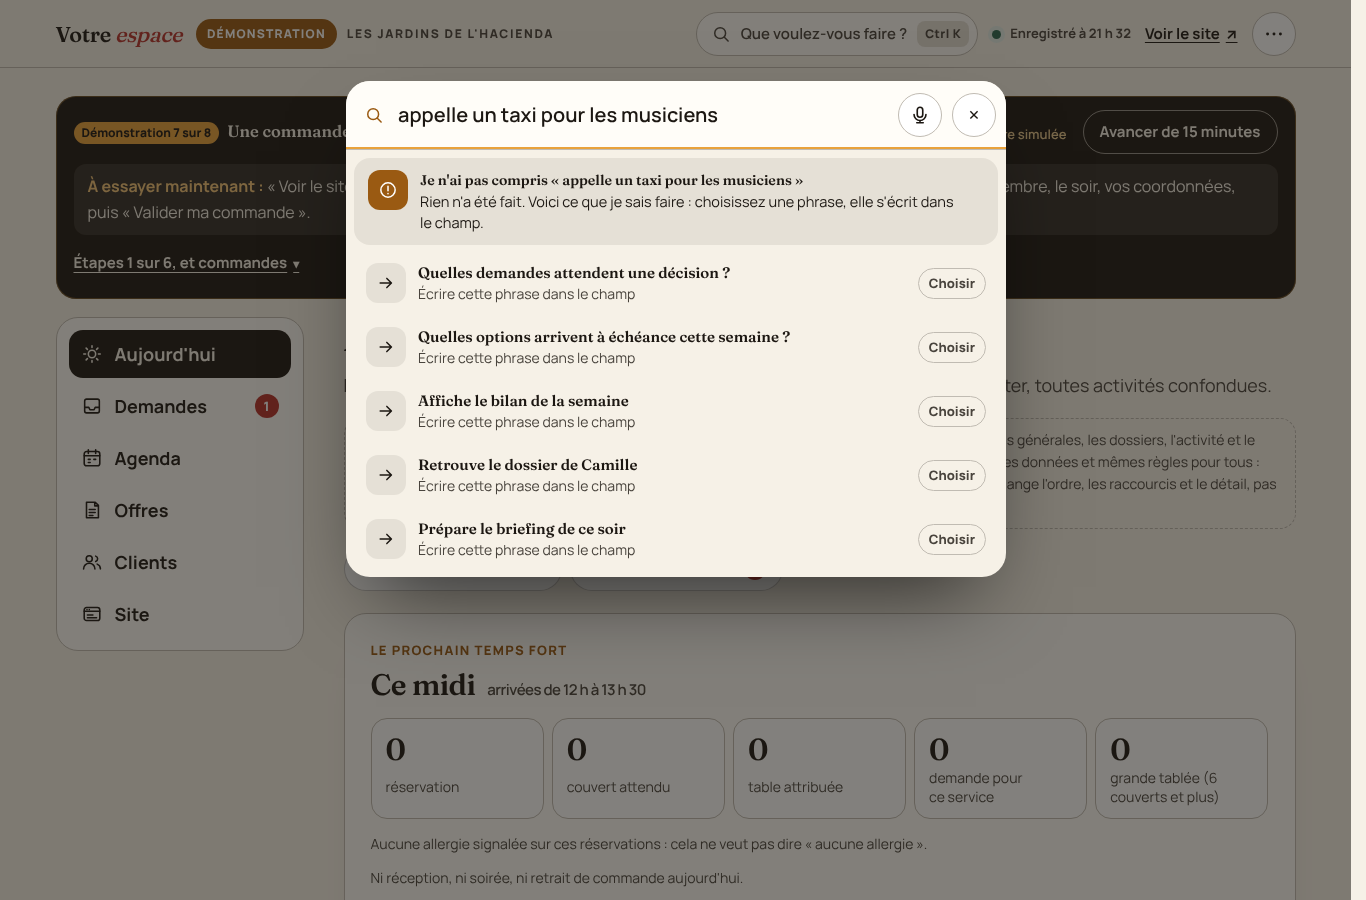 Votre espace
DÉMONSTRATION
LES JARDINS DE L'HACIENDA
Que voulez-vous faire ?
Ctrl K
Enregistré à 21 h 32
Voir le site ↗
Démonstration 7 sur 8
Une command
re simulée
Avancer de 15 minutes
À essayer maintenant : « Voir le sit
embre, le soir, vos coordonnées,
puis « Valider ma commande ».
Étapes 1 sur 6, et commandes ▾
appelle un taxi pour les musiciens
Je n'ai pas compris « appelle un taxi pour les musiciens »
Rien n'a été fait. Voici ce que je sais faire : choisissez une phrase, elle s'écrit dans
le champ.
Quelles demandes attendent une décision ?
Écrire cette phrase dans le champ
Choisir
Quelles options arrivent à échéance cette semaine ?
Écrire cette phrase dans le champ
Choisir
Affiche le bilan de la semaine
Écrire cette phrase dans le champ
Choisir
Retrouve le dossier de Camille
Écrire cette phrase dans le champ
Choisir
Prépare le briefing de ce soir
Écrire cette phrase dans le champ
Choisir
Aujourd'hui
Demandes
1
Agenda
Offres
Clients
Site
ter, toutes activités confondues.
s générales, les dossiers, l'activité et le
es données et mêmes règles pour tous :
ange l'ordre, les raccourcis et le détail, pas
LE PROCHAIN TEMPS FORT
Ce midi
arrivées de 12 h à 13 h 30
0
réservation
0
couvert attendu
0
table attribuée
0
demande pour
ce service
0
grande tablée (6
couverts et plus)
Aucune allergie signalée sur ces réservations : cela ne veut pas dire « aucune allergie ».
Ni réception, ni soirée, ni retrait de commande aujourd'hui.